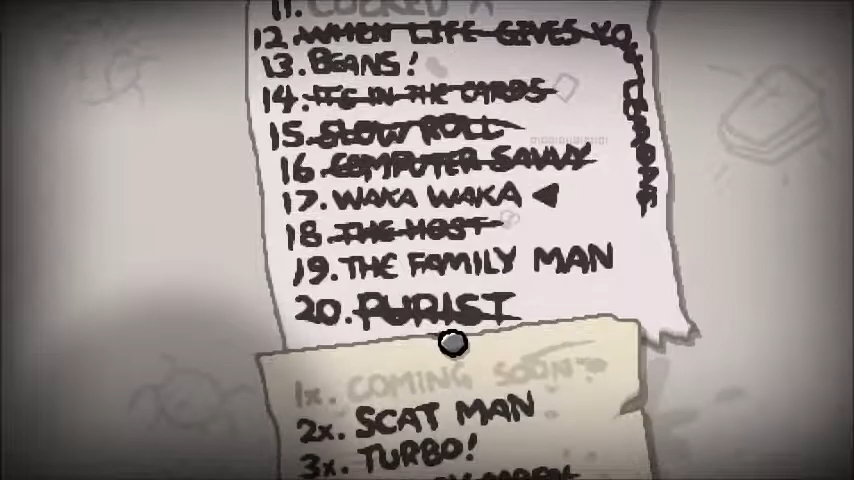 11.
12. WHEN LIFE GIVES YOU LEMONS
13. BEANS!
14. IT'S IN THE CARDS
15. SLOW ROLL
16. COMPUTER SAVVY
17. WAKA WAKA
18. THE HOST
19. THE FAMILY MAN
20. PURIST
1x. COMING SOON
2x. SCAT MAN
3x. TURBO!